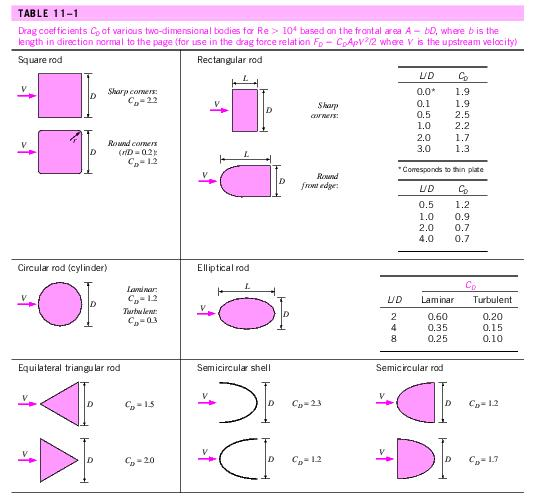 TABLE 11–1
Drag coefficients C_D of various two-dimensional bodies for Re > 10⁴ based on the frontal area A – bD, where b is the
length in direction normal to the page (for use in the drag force relation F_D – C_DAρV²/2 where V is the upstream velocity)
Square rod
V
D
Sharp corners:
C_D = 2.2
V
r
D
Round corners
(r/D = 0.2):
C_D = 1.2
Rectangular rod
L
V
D
Sharp
corners:
L/D C_D
0.0* 1.9
0.1 1.9
0.5 2.5
1.0 2.2
2.0 1.7
3.0 1.3
* Corresponds to thin plate
L
V
D
Round
front edge:
L/D C_D
0.5 1.2
1.0 0.9
2.0 0.7
4.0 0.7
Circular rod (cylinder)
V
D
Laminar:
C_D = 1.2
Turbulent:
C_D = 0.3
Elliptical rod
L
V
D
C_D
L/D Laminar Turbulent
2 0.60 0.20
4 0.35 0.15
8 0.25 0.10
Equilateral triangular rod
V
D
C_D = 1.5
V
D
C_D = 2.0
Semicircular shell
V
D
C_D = 2.3
V
D
C_D = 1.2
Semicircular rod
V
D
C_D = 1.2
V
D
C_D = 1.7